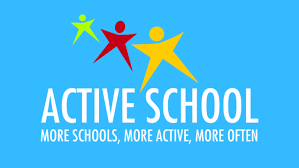 ACTIVE SCHOOL
MORE SCHOOLS, MORE ACTIVE, MORE OFTEN